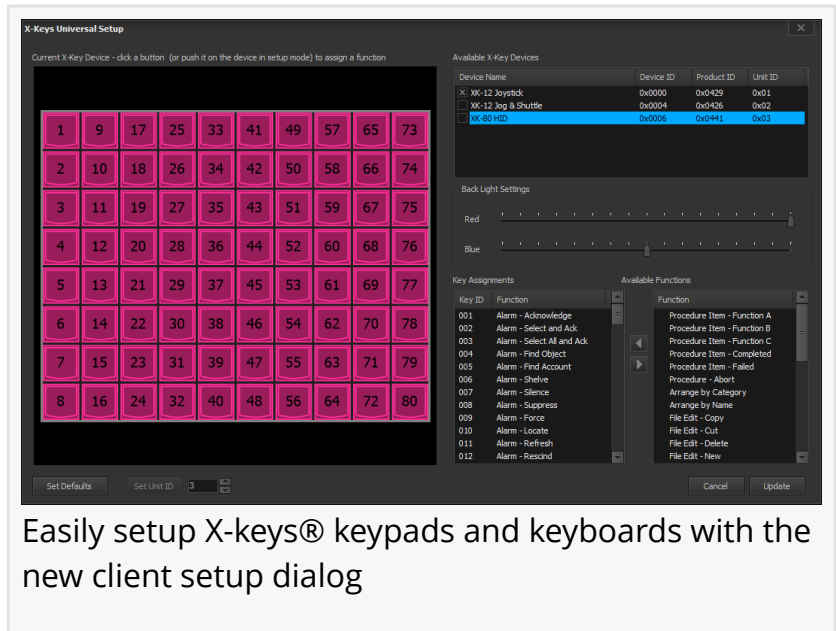 X-Keys Universal Setup
Current X-Key Device - click a button (or push it on the device in setup mode) to assign a function
1 9 17 25 33 41 49 57 65 73
2 10 18 26 34 42 50 58 66 74
3 11 19 27 35 43 51 59 67 75
4 12 20 28 36 44 52 60 68 76
5 13 21 29 37 45 53 61 69 77
6 14 22 30 38 46 54 62 70 78
7 15 23 31 39 47 55 63 71 79
8 16 24 32 40 48 56 64 72 80
Available X-Key Devices
Device Name Device ID Product ID Unit ID
XK-12 Joystick 0x0000 0x0429 0x01
XK-12 Jog & Shuttle 0x0004 0x0426 0x02
XK-80 HID 0x0006 0x0441 0x03
Back Light Settings
Red
Blue
Key Assignments
Key ID Function
001 Alarm - Acknowledge
002 Alarm - Select and Ack
003 Alarm - Select All and Ack
004 Alarm - Find Object
005 Alarm - Find Account
006 Alarm - Shelve
007 Alarm - Silence
008 Alarm - Suppress
009 Alarm - Force
010 Alarm - Locate
011 Alarm - Refresh
012 Alarm - Rescind
Available Functions
Function
Procedure Item - Function A
Procedure Item - Function B
Procedure Item - Function C
Procedure Item - Completed
Procedure Item - Failed
Procedure - Abort
Arrange by Category
Arrange by Name
File Edit - Copy
File Edit - Cut
File Edit - Delete
File Edit - New
Set Defaults Set Unit ID 3 Cancel Update
Easily setup X-keys® keypads and keyboards with the
new client setup dialog